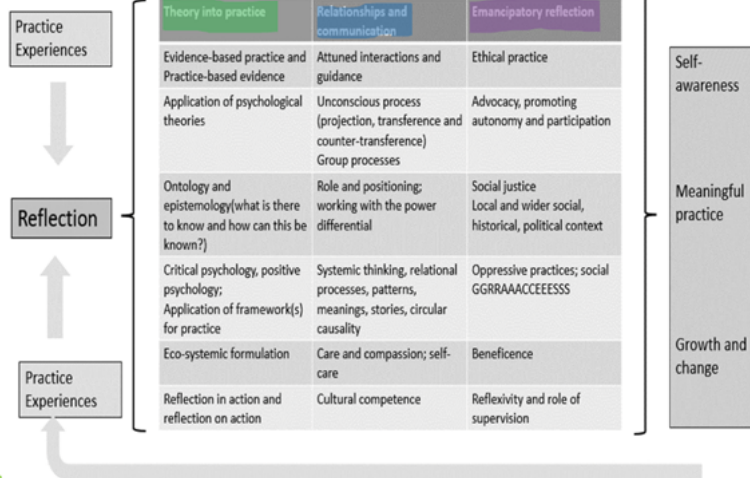 Practice
Experiences
Reflection
Practice
Experiences
Theory into practice
Relationships and
communication
Emancipatory reflection
Evidence-based practice and
Practice-based evidence
Attuned interactions and
guidance
Ethical practice
Application of psychological
theories
Unconscious process
(projection, transference and
counter-transference)
Group processes
Advocacy, promoting
autonomy and participation
Ontology and
epistemology(what is there
to know and how can this be
known?)
Role and positioning;
working with the power
differential
Social justice
Local and wider social,
historical, political context
Critical psychology, positive
psychology;
Application of framework(s)
for practice
Systemic thinking, relational
processes, patterns,
meanings, stories, circular
causality
Oppressive practices; social
GGRRAAACCEEESSS
Eco-systemic formulation
Care and compassion; self-
care
Beneficence
Reflection in action and
reflection on action
Cultural competence
Reflexivity and role of
supervision
Self-
awareness
Meaningful
practice
Growth and
change